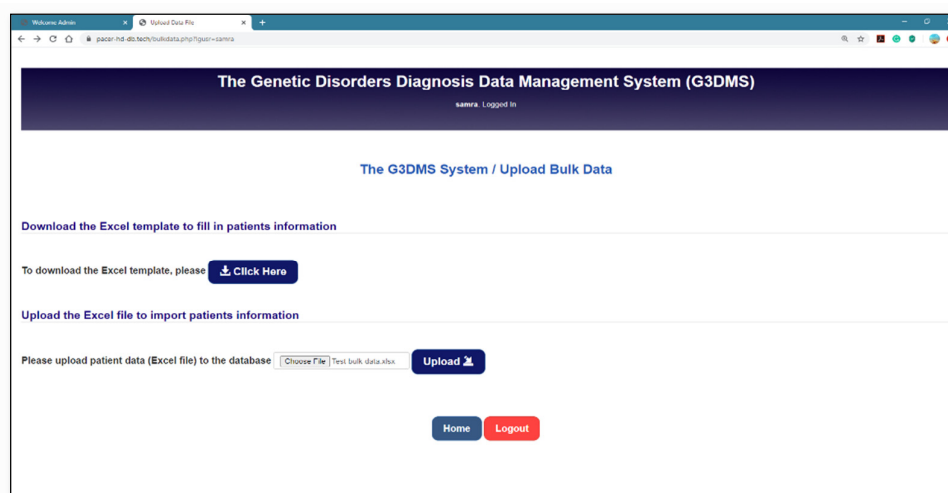 Welcome Admin
Upload Data File
pacer-hd-db.tech/bulkdata.php?iguer=samra
The Genetic Disorders Diagnosis Data Management System (G3DMS)
samra. Logged In
The G3DMS System / Upload Bulk Data
Download the Excel template to fill in patients information
To download the Excel template, please Click Here
Upload the Excel file to import patients information
Please upload patient data (Excel file) to the database Choose File Test bulk data.xlsx Upload
Home Logout